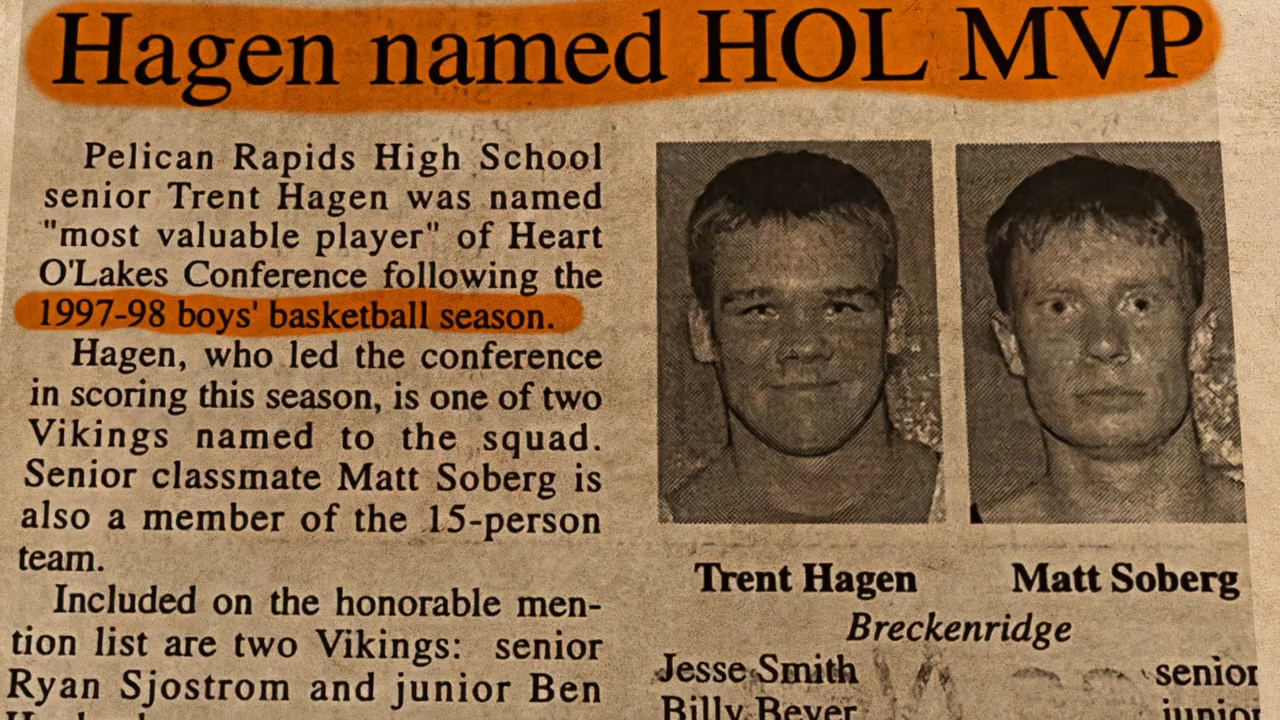 Hagen named HOL MVP
Pelican Rapids High School
senior Trent Hagen was named
"most valuable player" of Heart
O'Lakes Conference following the
1997-98 boys' basketball season.
Hagen, who led the conference
in scoring this season, is one of two
Vikings named to the squad.
Senior classmate Matt Soberg is
also a member of the 15-person
team.
Included on the honorable men-
tion list are two Vikings: senior
Ryan Sjostrom and junior Ben
Trent Hagen
Matt Soberg
Breckenridge
Jesse Smith senior
Billy Beyer junior